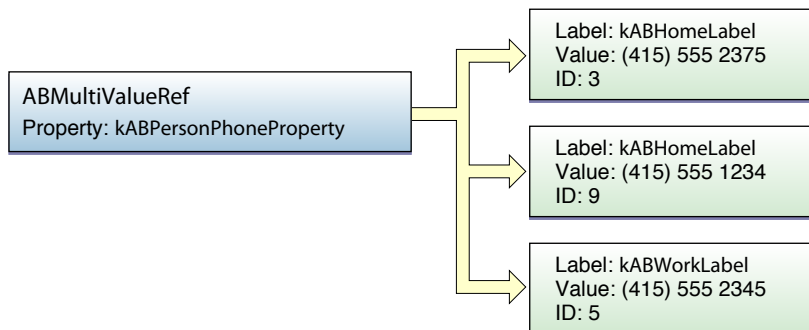 ABMultiValueRef
Property: kABPersonPhoneProperty
Label: kABHomeLabel
Value: (415) 555 2375
ID: 3
Label: kABHomeLabel
Value: (415) 555 1234
ID: 9
Label: kABWorkLabel
Value: (415) 555 2345
ID: 5